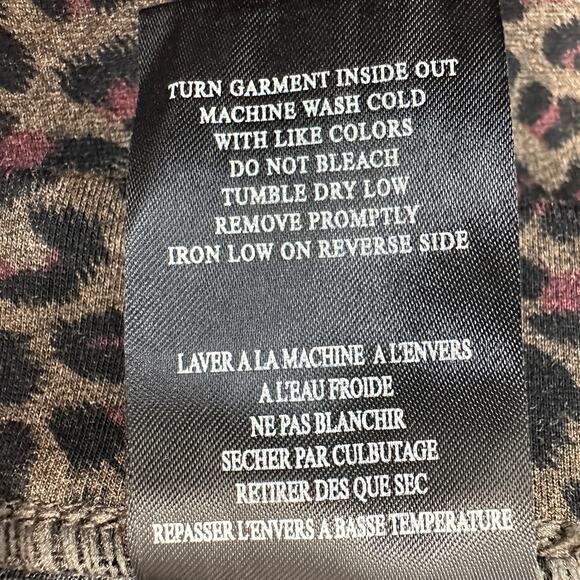 TURN GARMENT INSIDE OUT
MACHINE WASH COLD
WITH LIKE COLORS
DO NOT BLEACH
TUMBLE DRY LOW
REMOVE PROMPTLY
IRON LOW ON REVERSE SIDE
LAVER A LA MACHINE A L'ENVERS
A L'EAU FROIDE
NE PAS BLANCHIR
SECHER PAR CULBUTAGE
RETIRER DES QUE SEC
REPASSER L'ENVERS A BASSE TEMPERATURE